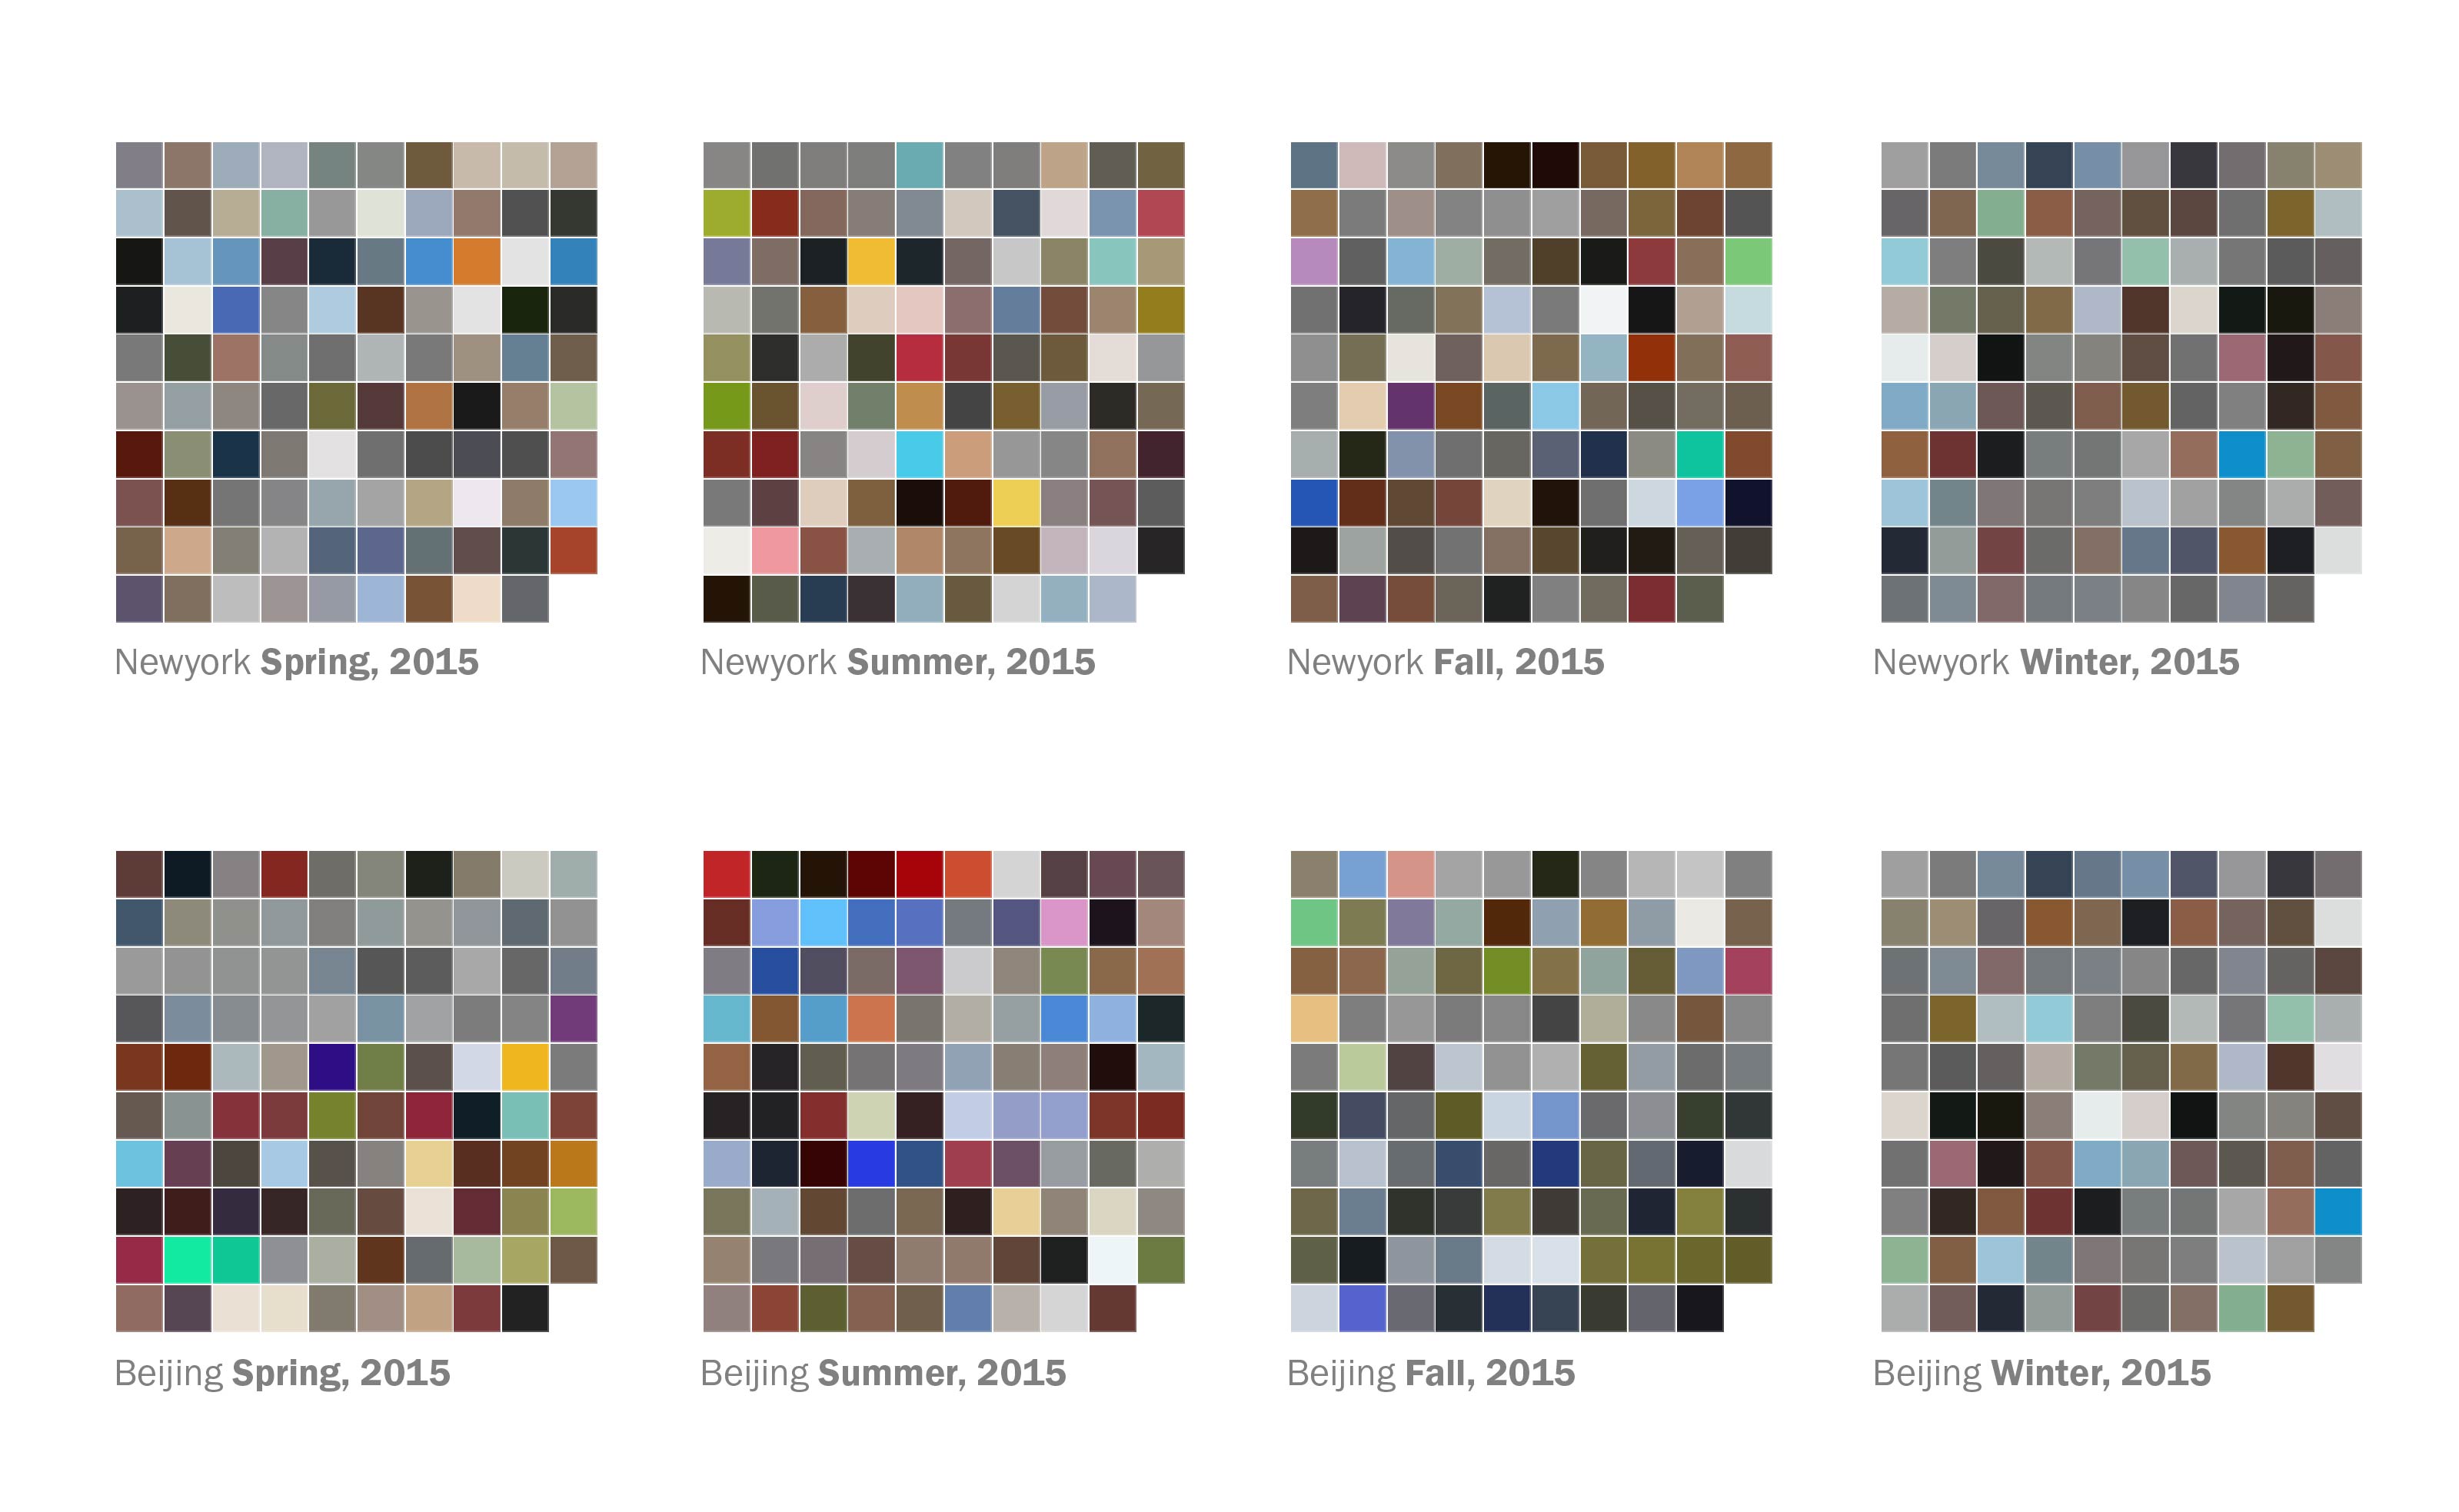 Newyork Spring, 2015
Newyork Summer, 2015
Newyork Fall, 2015
Newyork Winter, 2015
Beijing Spring, 2015
Beijing Summer, 2015
Beijing Fall, 2015
Beijing Winter, 2015